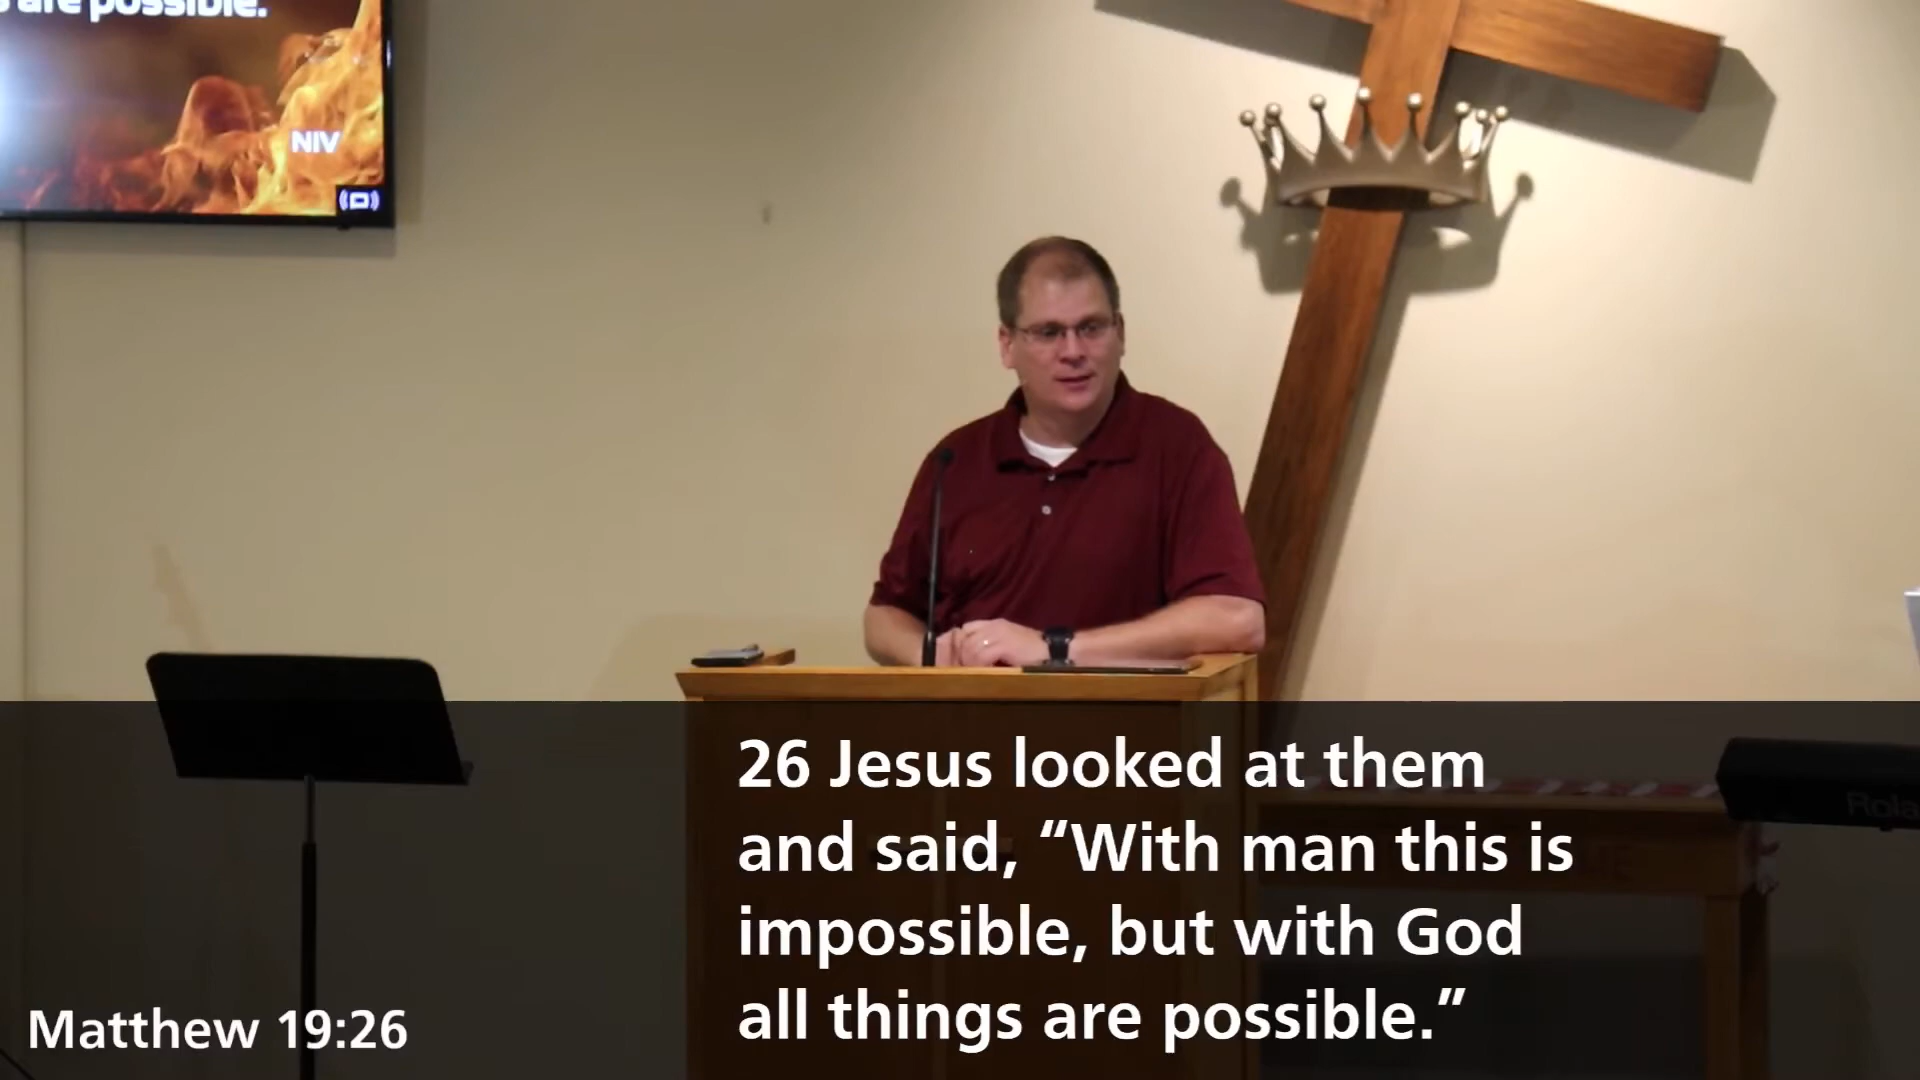 s are possible.
NIV
26 Jesus looked at them
and said, “With man this is
impossible, but with God
all things are possible.”
Matthew 19:26
Rola